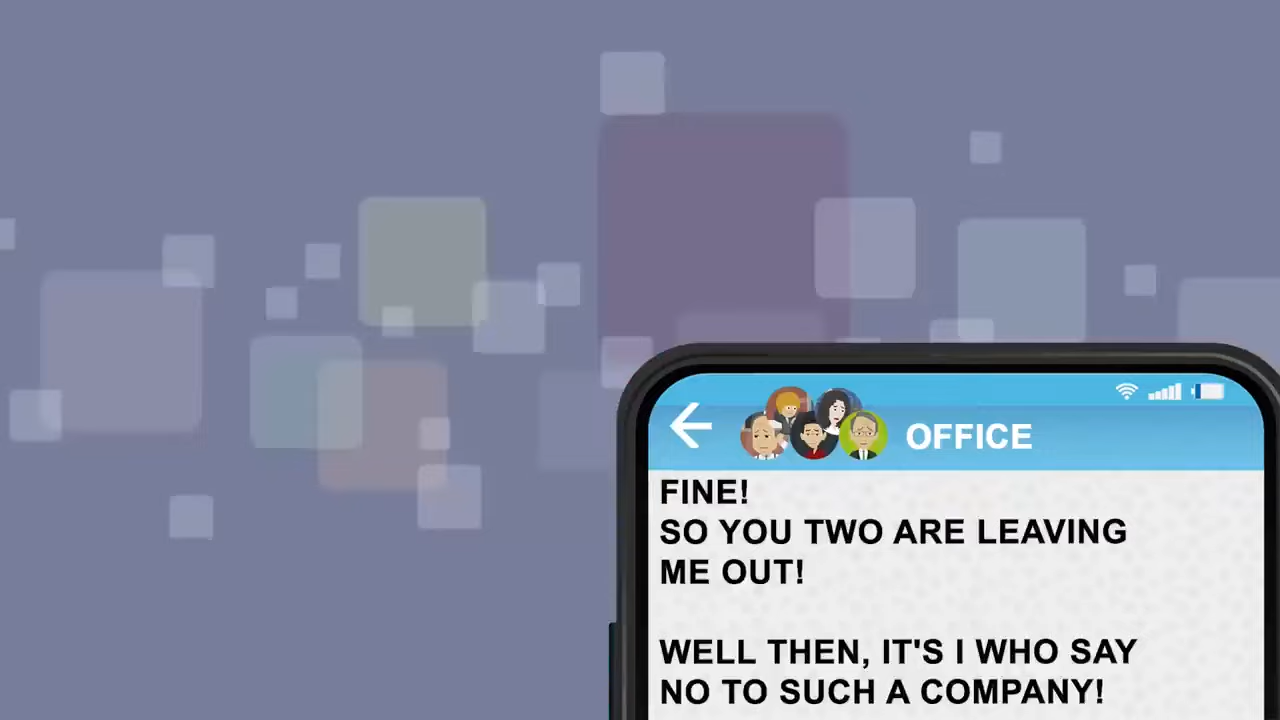 OFFICE
FINE!
SO YOU TWO ARE LEAVING
ME OUT!
WELL THEN, IT'S I WHO SAY
NO TO SUCH A COMPANY!